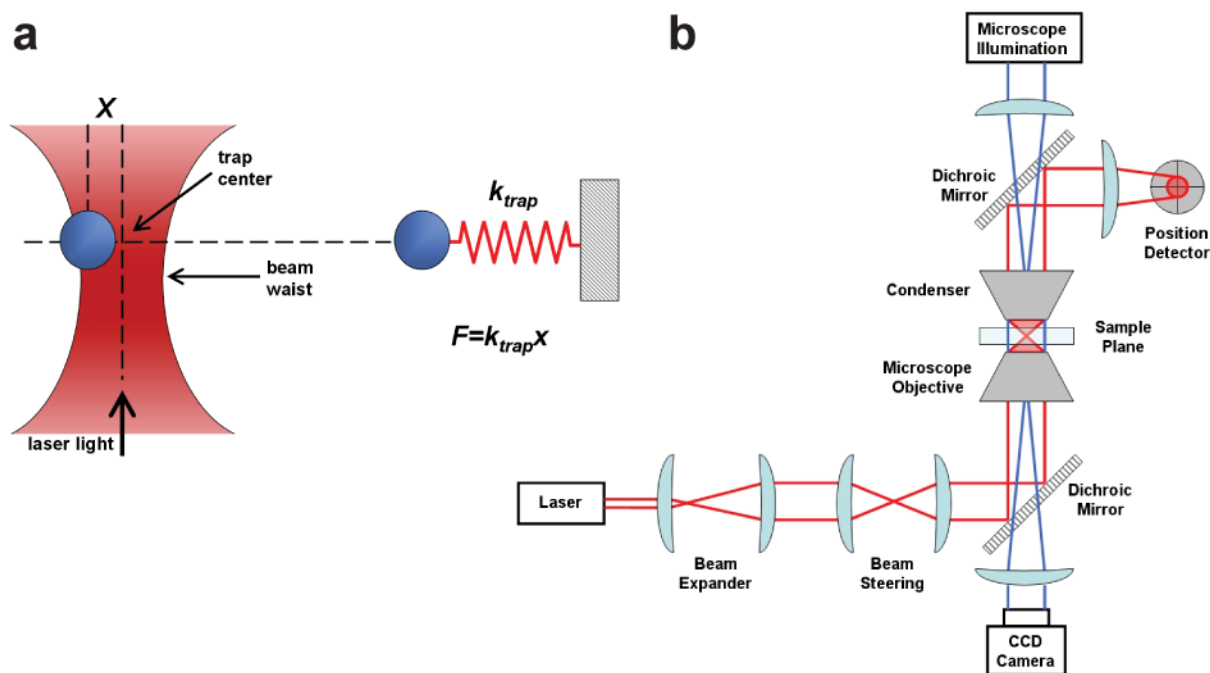 a
X
trap
center
beam
waist
laser light
k_trap
F=k_trap x
b
Microscope
Illumination
Dichroic
Mirror
Position
Detector
Condenser
Sample
Plane
Microscope
Objective
Laser
Beam
Expander
Beam
Steering
Dichroic
Mirror
CCD
Camera